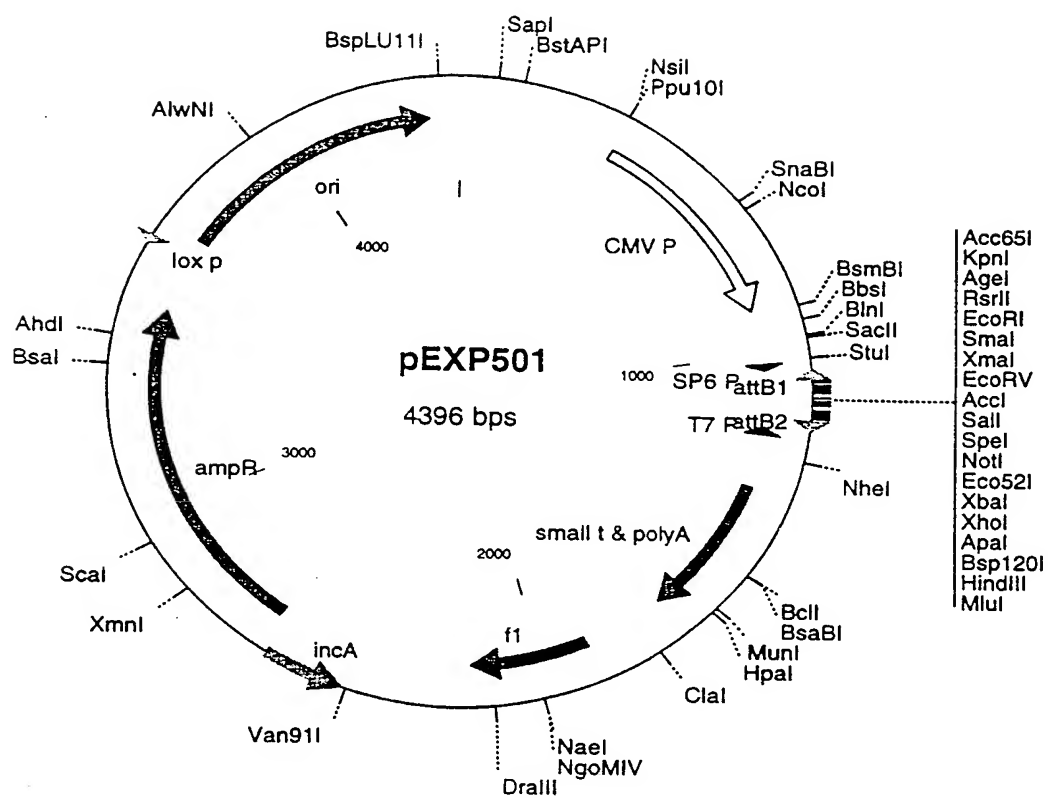 SapI
BspLU11I
BstAPI
NsiI
Ppu10I
AlwNI
ori
I
4000
SnaBI
NcoI
CMV P
lox p
Acc65I
KpnI
AgeI
RsrII
EcoRI
SmaI
XmaI
EcoRV
AccI
SalI
SpeI
NotI
Eco52I
XbaI
XhoI
ApaI
Bsp120I
HindIII
MluI
BsmBI
BbsI
BlnI
SacII
StuI
AhdI
BsaI
pEXP501
4396 bps
1000
SP6 P
attB1
T7 P
attB2
ampR
3000
NheI
small t & polyA
2000
ScaI
XmnI
BclI
BsaBI
MunI
HpaI
f1
incA
ClaI
Van91I
NaeI
NgoMIV
DraIII